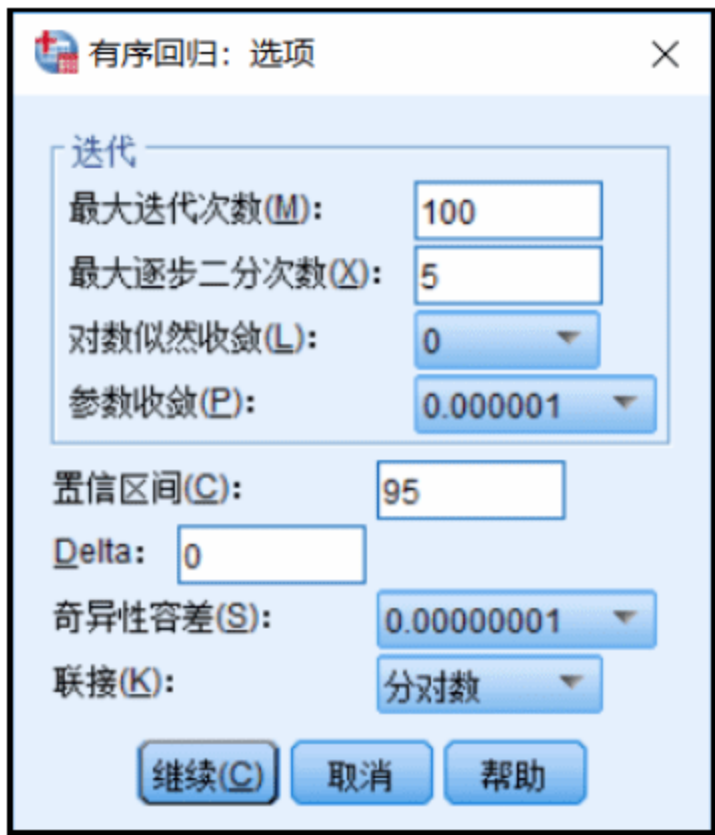 有序回归：选项
迭代
最大迭代次数(M)： 100
最大逐步二分次数(X)： 5
对数似然收敛(L)： 0
参数收敛(P)： 0.000001
置信区间(C)： 95
Delta： 0
奇异性容差(S)： 0.00000001
联接(K)： 分对数
继续(C) 取消 帮助